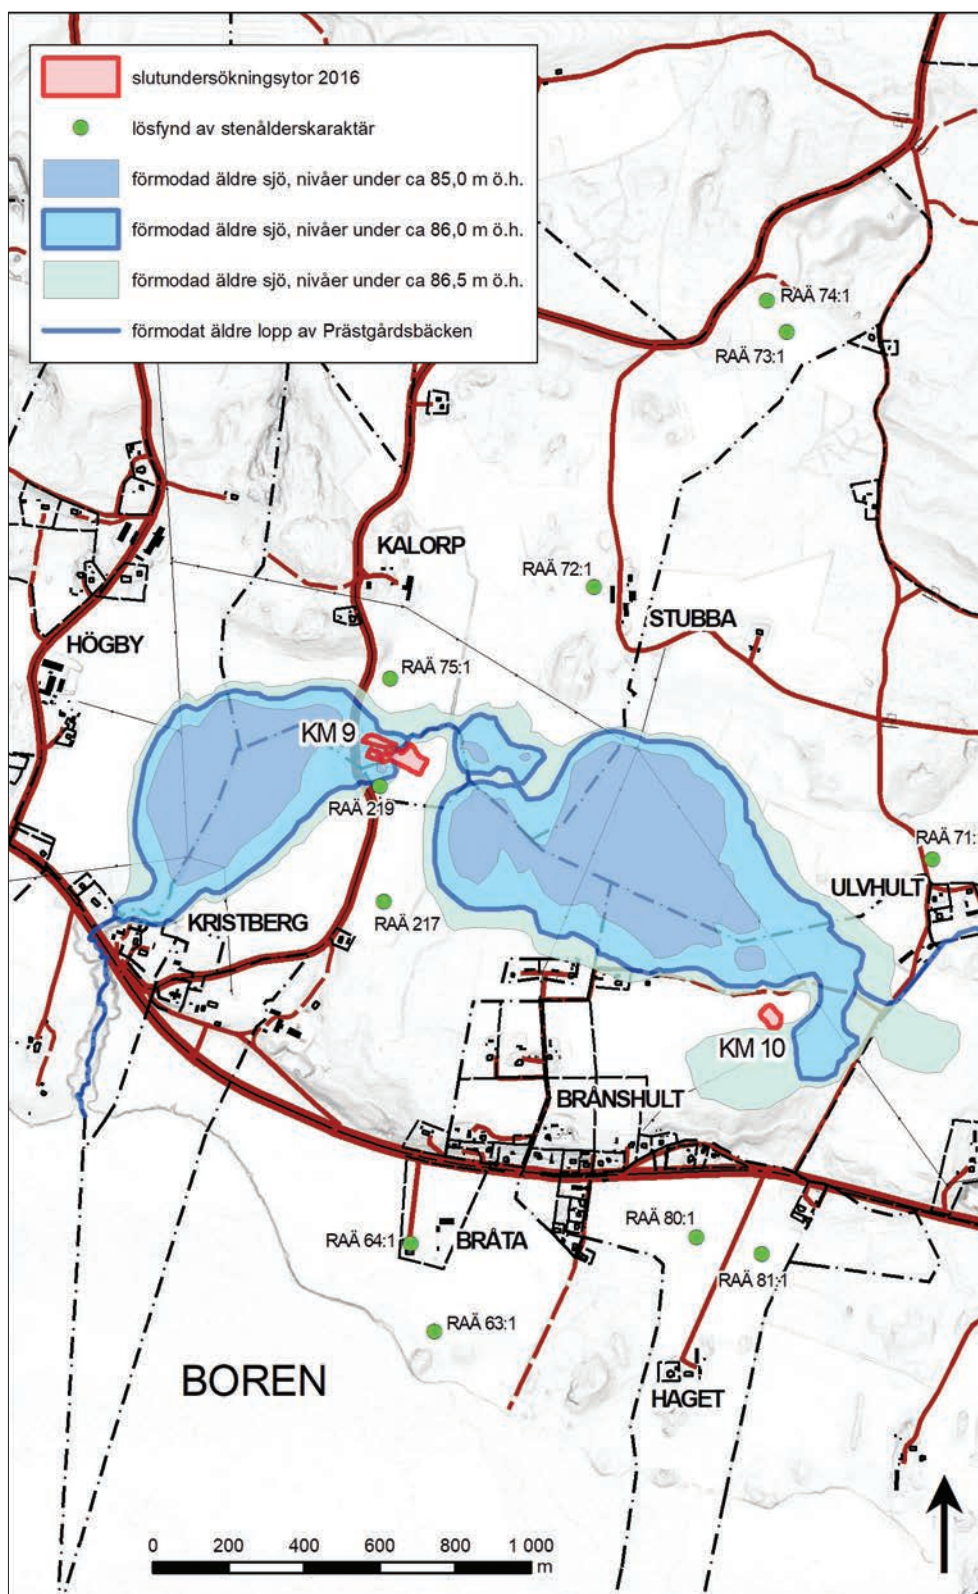 slutundersökningsytor 2016
lösfynd av stenålderskaraktär
förmodad äldre sjö, nivåer under ca 85,0 m ö.h.
förmodad äldre sjö, nivåer under ca 86,0 m ö.h.
förmodad äldre sjö, nivåer under ca 86,5 m ö.h.
förmodat äldre lopp av Prästgårdsbäcken
RAÄ 74:1
RAÄ 73:1
KALORP
RAÄ 72:1
STUBBA
HÖGBY
RAÄ 75:1
KM 9
RAÄ 219
RAÄ 71:
ULVHULT
RAÄ 217
KRISTBERG
KM 10
BRÅNSHULT
RAÄ 80:1
RAÄ 64:1
BRÅTA
RAÄ 81:1
RAÄ 63:1
BOREN
HAGET
0 200 400 600 800 1 000
m